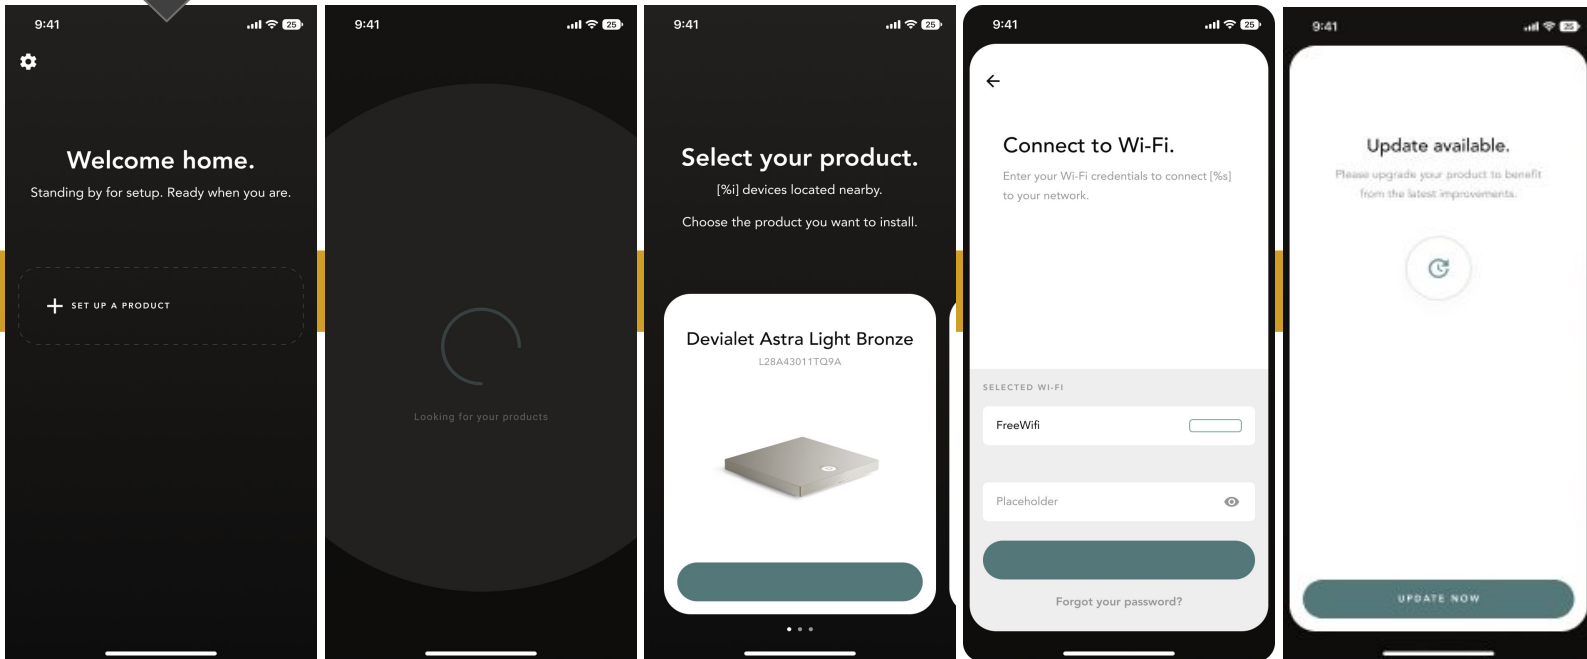 9:41
25
Welcome home.
Standing by for setup. Ready when you are.
SET UP A PRODUCT
9:41
25
Looking for your products
9:41
25
Select your product.
[%i] devices located nearby.
Choose the product you want to install.
Devialet Astra Light Bronze
L28A43011TQ9A
9:41
25
Connect to Wi-Fi.
Enter your Wi-Fi credentials to connect [%s]
to your network.
SELECTED WI-FI
FreeWifi
Placeholder
Forgot your password?
9:41
25
Update available.
Please upgrade your product to benefit
from the latest improvements.
UPDATE NOW